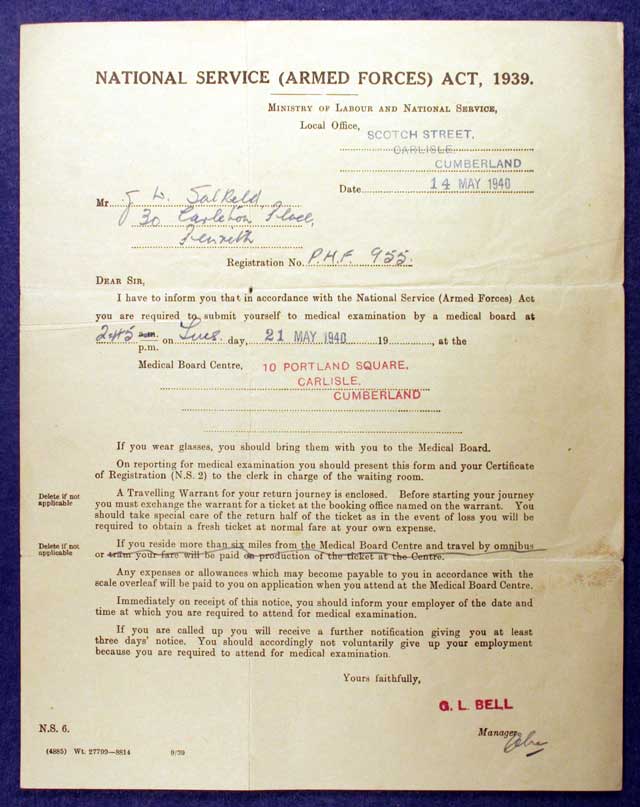 NATIONAL SERVICE (ARMED FORCES) ACT, 1939.
MINISTRY OF LABOUR AND NATIONAL SERVICE,
Local Office,
SCOTCH STREET,
CARLISLE,
CUMBERLAND
Date 14 MAY 1940
Mr. J. W. Salkeld,
30 Carleton Place,
Penrith
Registration No. P.H.F. 955.
DEAR SIR,
I have to inform you that in accordance with the National Service (Armed Forces) Act
you are required to submit yourself to medical examination by a medical board at
2.45 a.m. on Tues day, 21 MAY 1940 19, at the
p.m.
Medical Board Centre, 10 PORTLAND SQUARE,
CARLISLE,
CUMBERLAND
If you wear glasses, you should bring them with you to the Medical Board.
On reporting for medical examination you should present this form and your Certificate
of Registration (N.S. 2) to the clerk in charge of the waiting room.
Delete if not
applicable
A Travelling Warrant for your return journey is enclosed. Before starting your journey
you must exchange the warrant for a ticket at the booking office named on the warrant. You
should take special care of the return half of the ticket as in the event of loss you will be
required to obtain a fresh ticket at normal fare at your own expense.
Delete if not
applicable
If you reside more than six miles from the Medical Board Centre and travel by omnibus
or tram your fare will be paid on production of the ticket at the Centre.
Any expenses or allowances which may become payable to you in accordance with the
scale overleaf will be paid to you on application when you attend at the Medical Board Centre.
Immediately on receipt of this notice, you should inform your employer of the date and
time at which you are required to attend for medical examination.
If you are called up you will receive a further notification giving you at least
three days' notice. You should accordingly not voluntarily give up your employment
because you are required to attend for medical examination.
Yours faithfully,
G. L. BELL
Manager.
N.S. 6.
(4885) Wt. 27799—8814 9/39